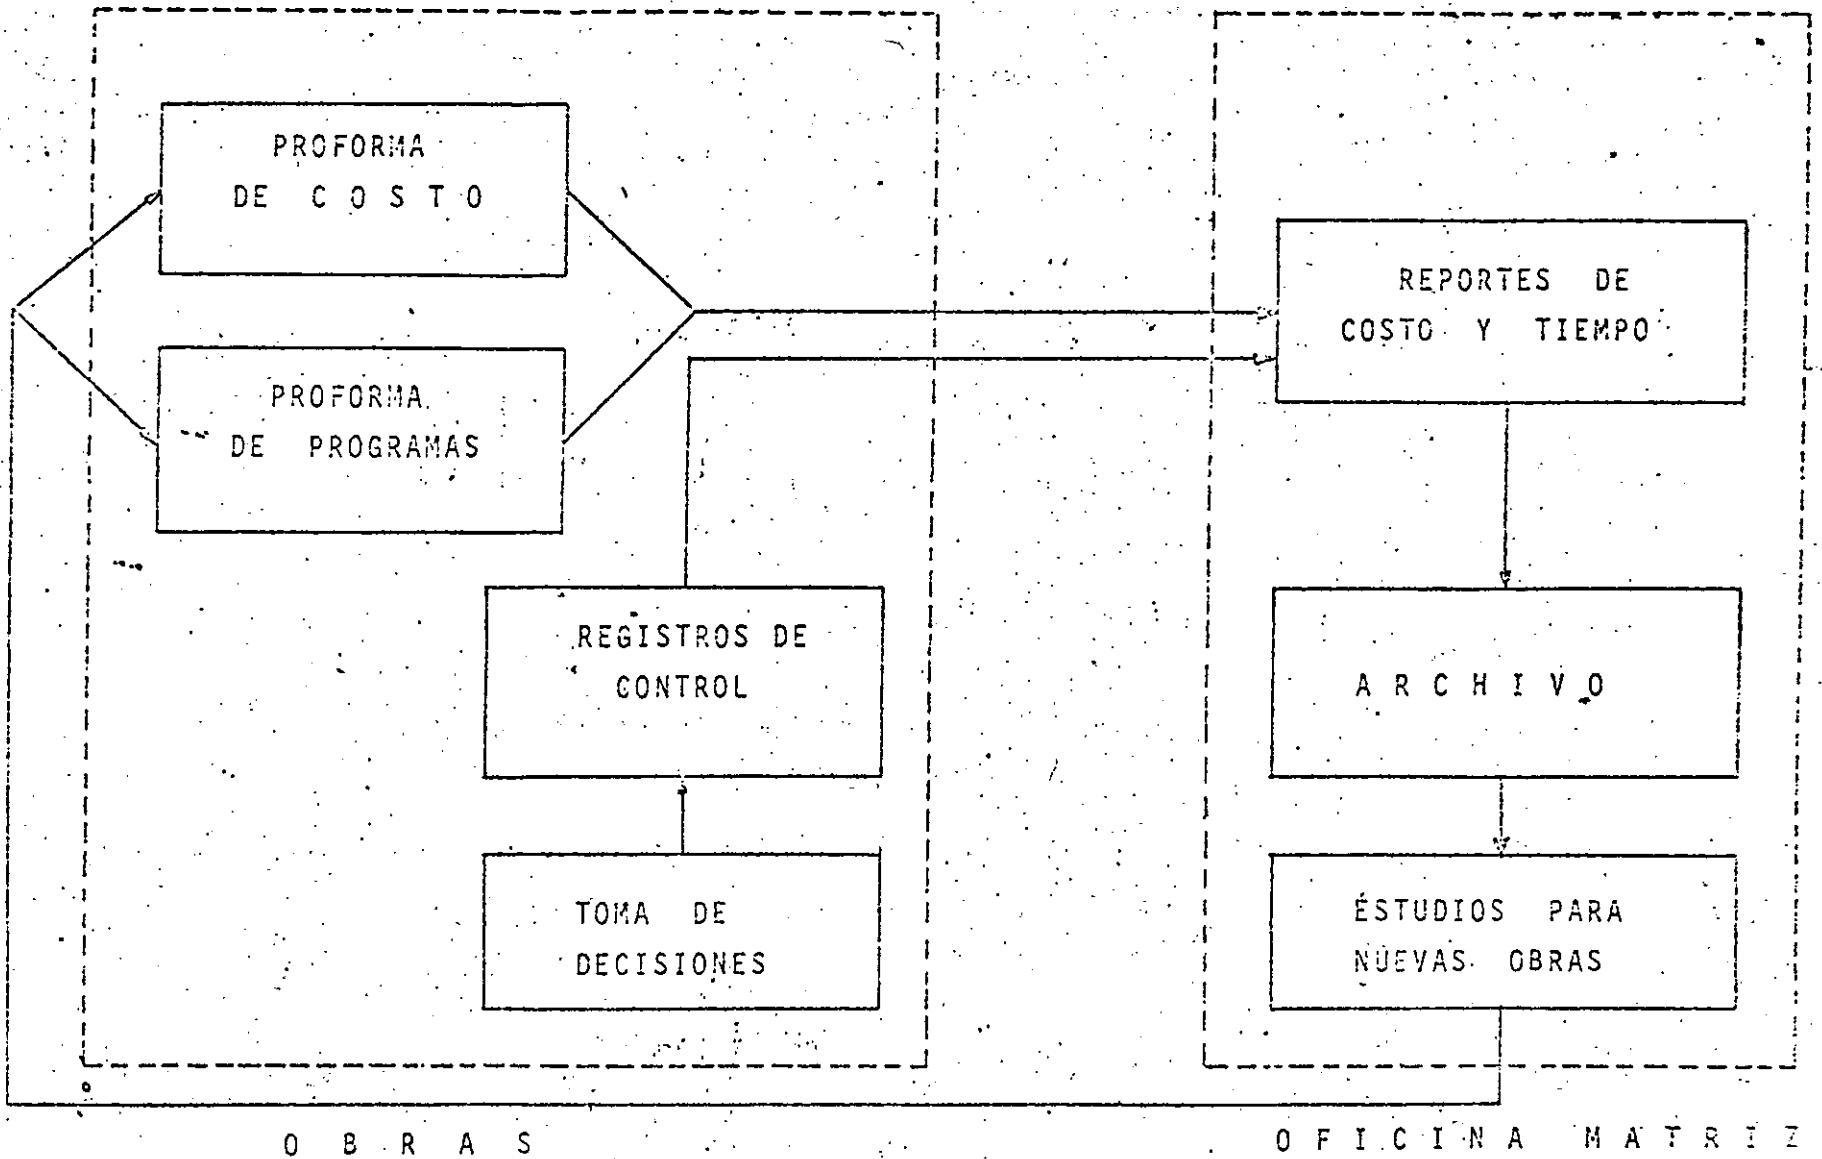 PROFORMA
DE COSTO
PROFORMA
DE PROGRAMAS
REGISTROS DE
CONTROL
TOMA DE
DECISIONES
REPORTES DE
COSTO Y TIEMPO
ARCHIVO
ESTUDIOS PARA
NUEVAS OBRAS
OBRAS
OFICINA MATRIZ